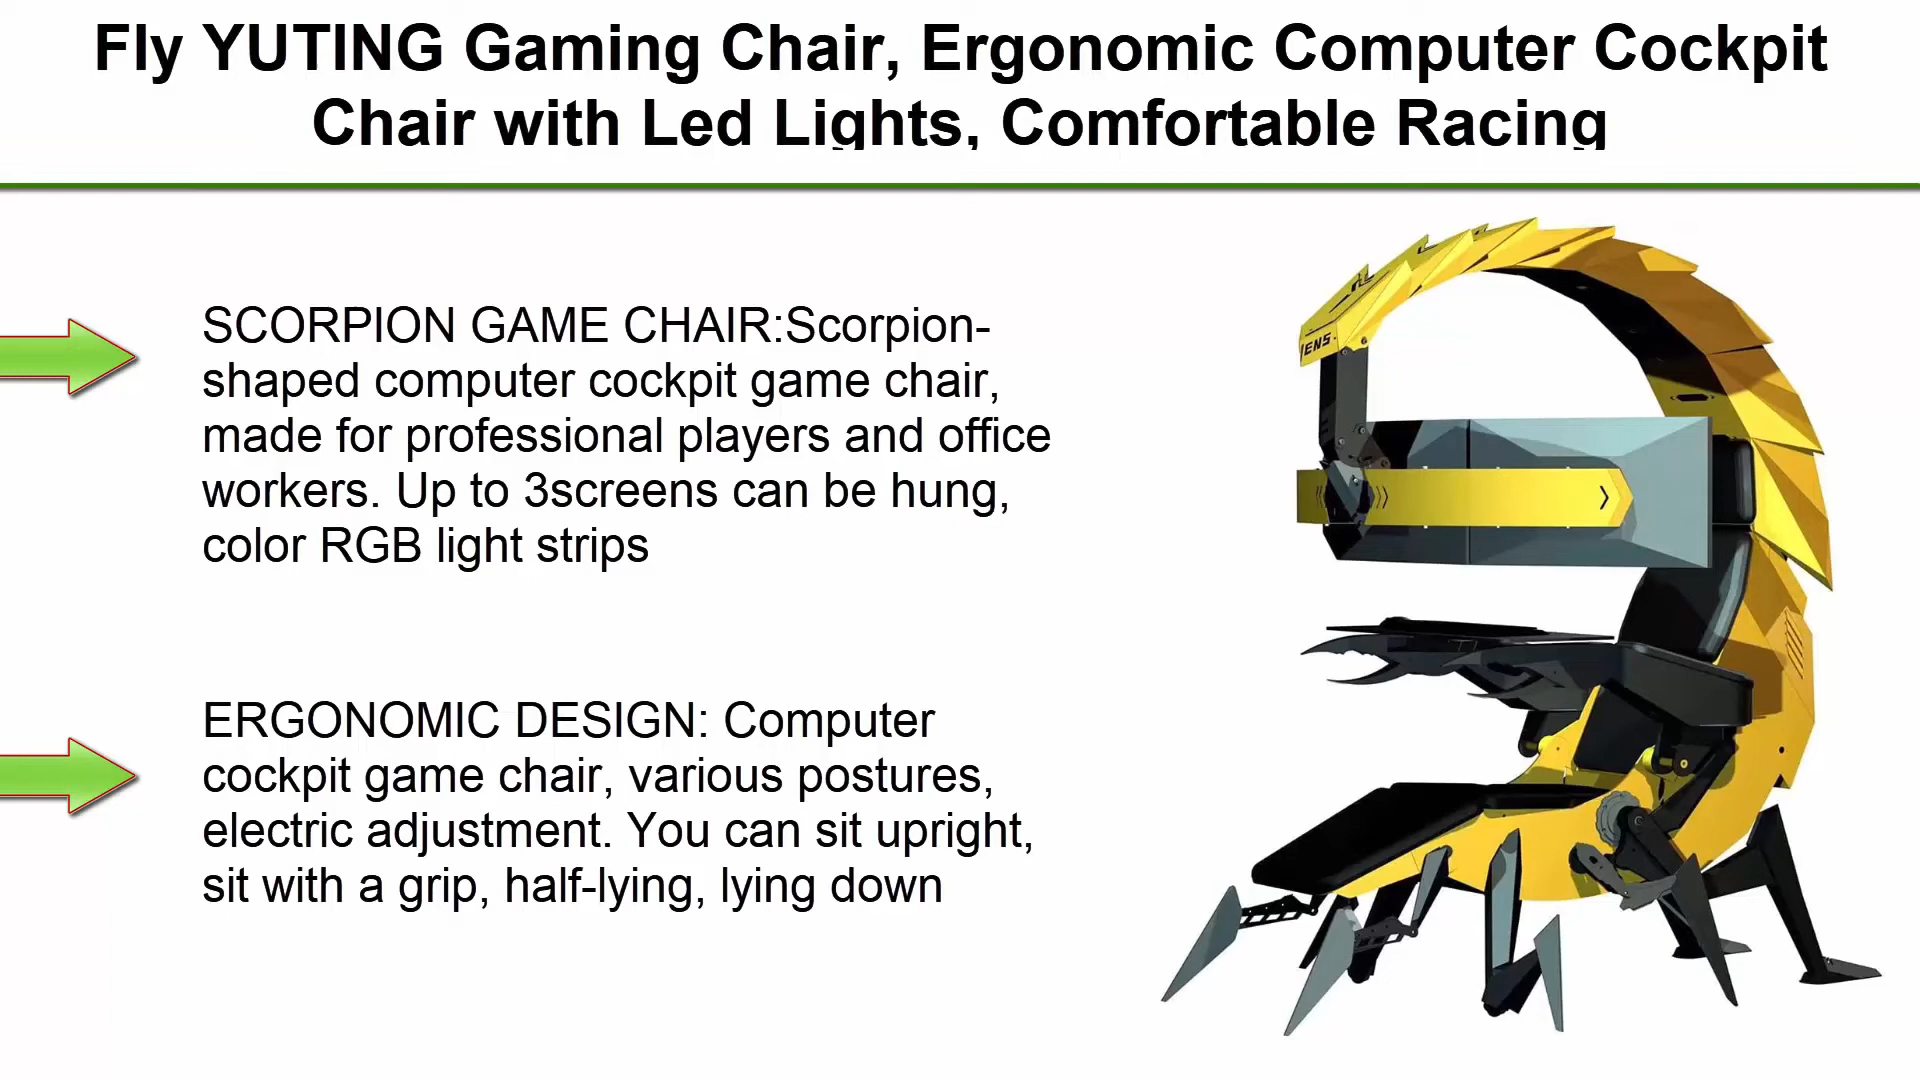 Fly YUTING Gaming Chair, Ergonomic Computer Cockpit
Chair with Led Lights, Comfortable Racing
SCORPION GAME CHAIR:Scorpion-
shaped computer cockpit game chair,
made for professional players and office
workers. Up to 3screens can be hung,
color RGB light strips
ERGONOMIC DESIGN: Computer
cockpit game chair, various postures,
electric adjustment. You can sit upright,
sit with a grip, half-lying, lying down